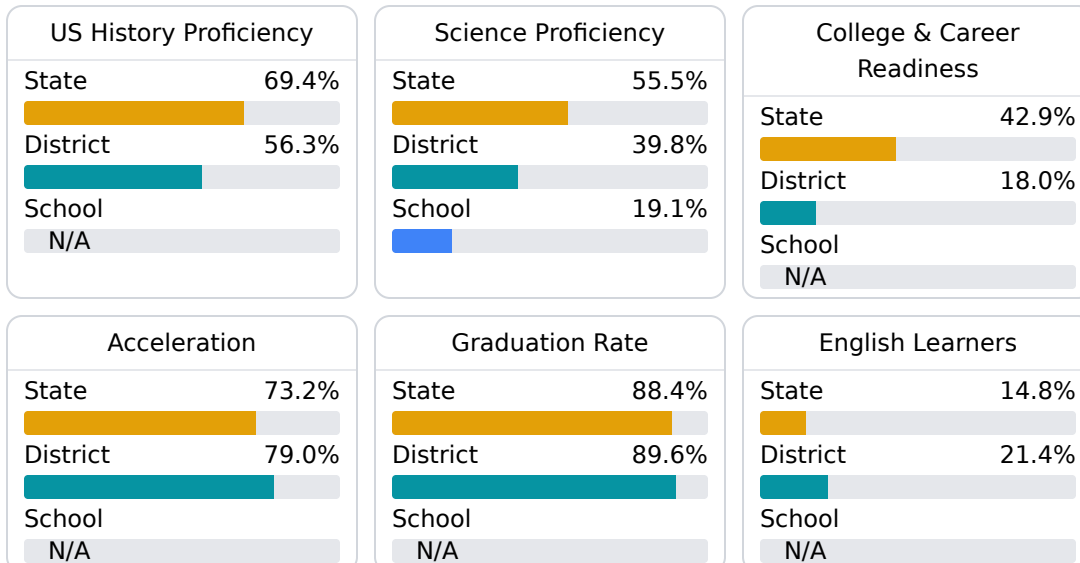 US History Proficiency
State 69.4%
District 56.3%
School
N/A
Science Proficiency
State 55.5%
District 39.8%
School 19.1%
College & Career
Readiness
State 42.9%
District 18.0%
School
N/A
Acceleration
State 73.2%
District 79.0%
School
N/A
Graduation Rate
State 88.4%
District 89.6%
School
N/A
English Learners
State 14.8%
District 21.4%
School
N/A